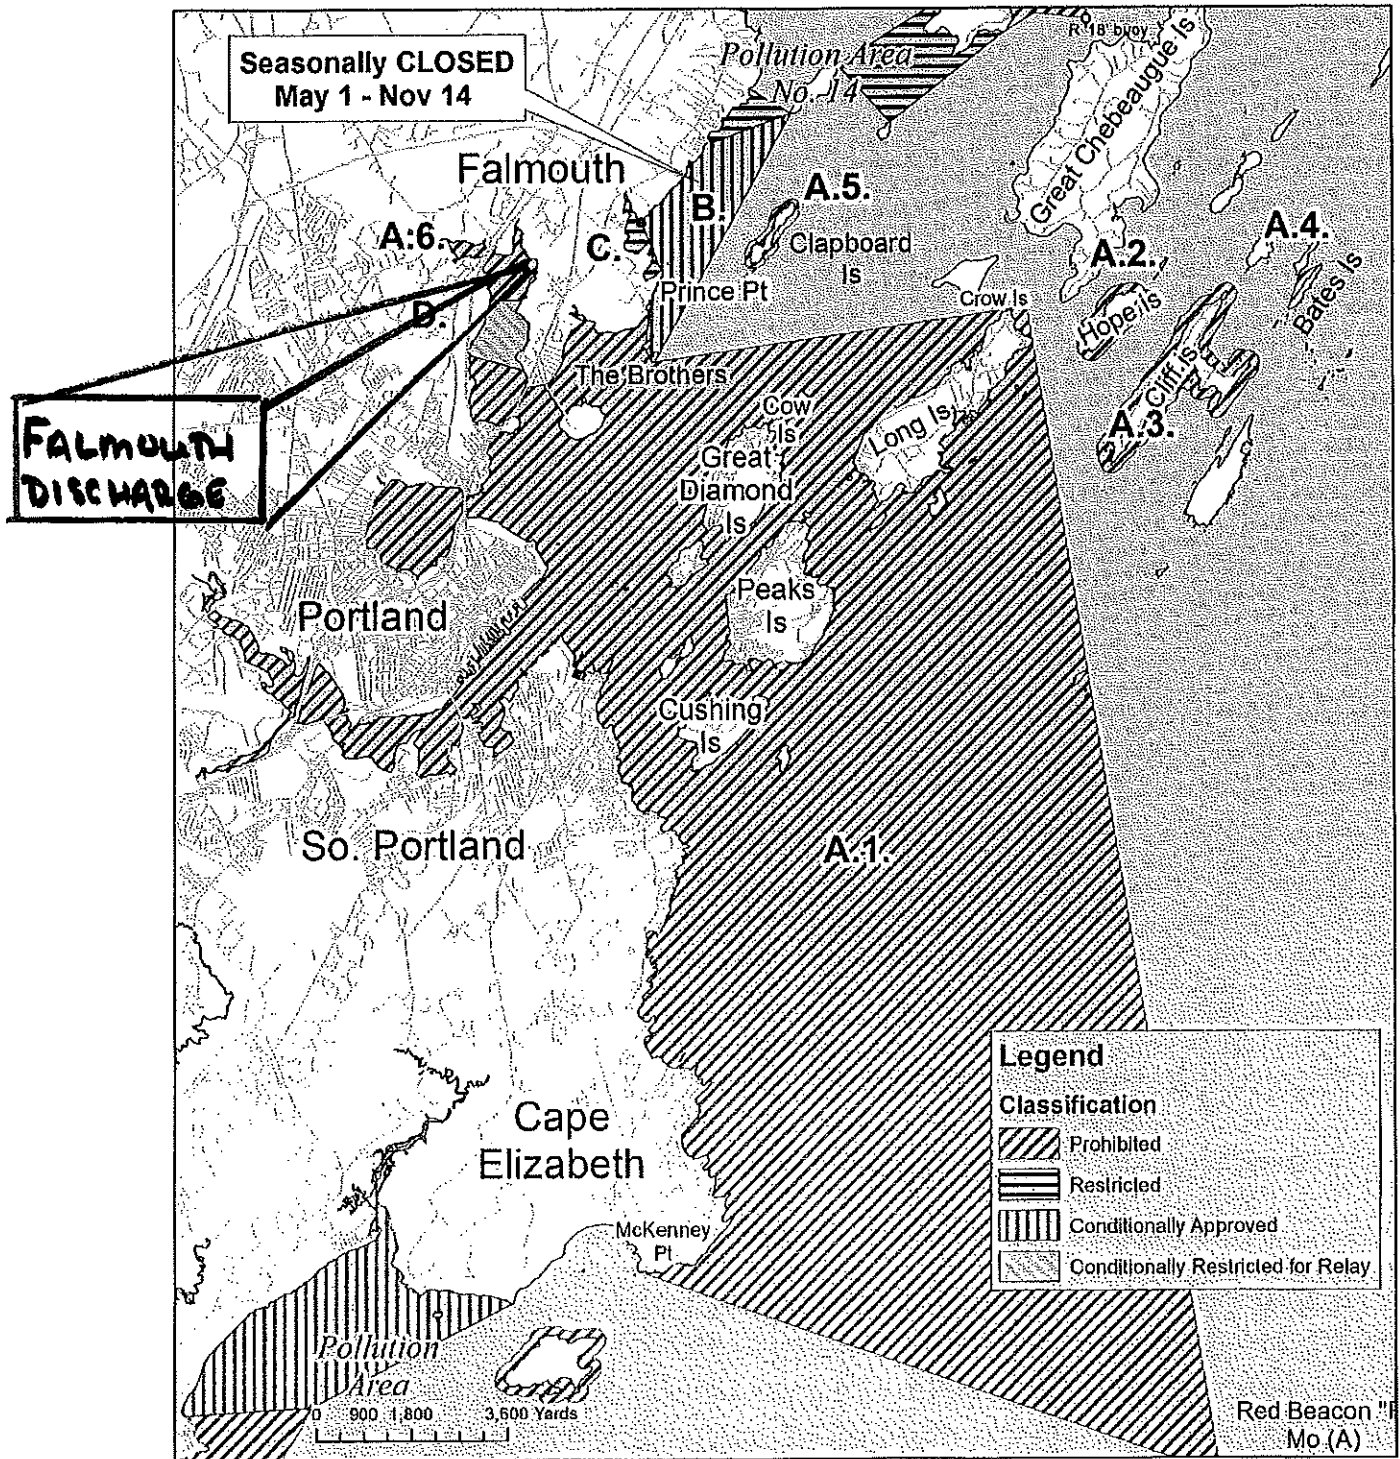 Seasonally CLOSED
May 1 - Nov 14
Pollution Area
No. 14
R "18" buoy
Great Chebeaugue Is
Falmouth
A.5.
B.
A:6.
C.
Clapboard
Is
A.4.
A.2.
Bates Is
Prince Pt
Crow Is
Hope Is
D.
Cliff Is
The Brothers
A.3.
FALMOUTH
DISCHARGE
Cow
Is
Long Is
Great
Diamond
Is
Peaks
Is
Portland
Cushing
Is
So. Portland
A.1.
Legend
Classification
Prohibited
Restricted
Conditionally Approved
Conditionally Restricted for Relay
Cape
Elizabeth
McKenney
Pt
Pollution
Area
0 900 1,800 3,600 Yards
Red Beacon "
Mo (A)